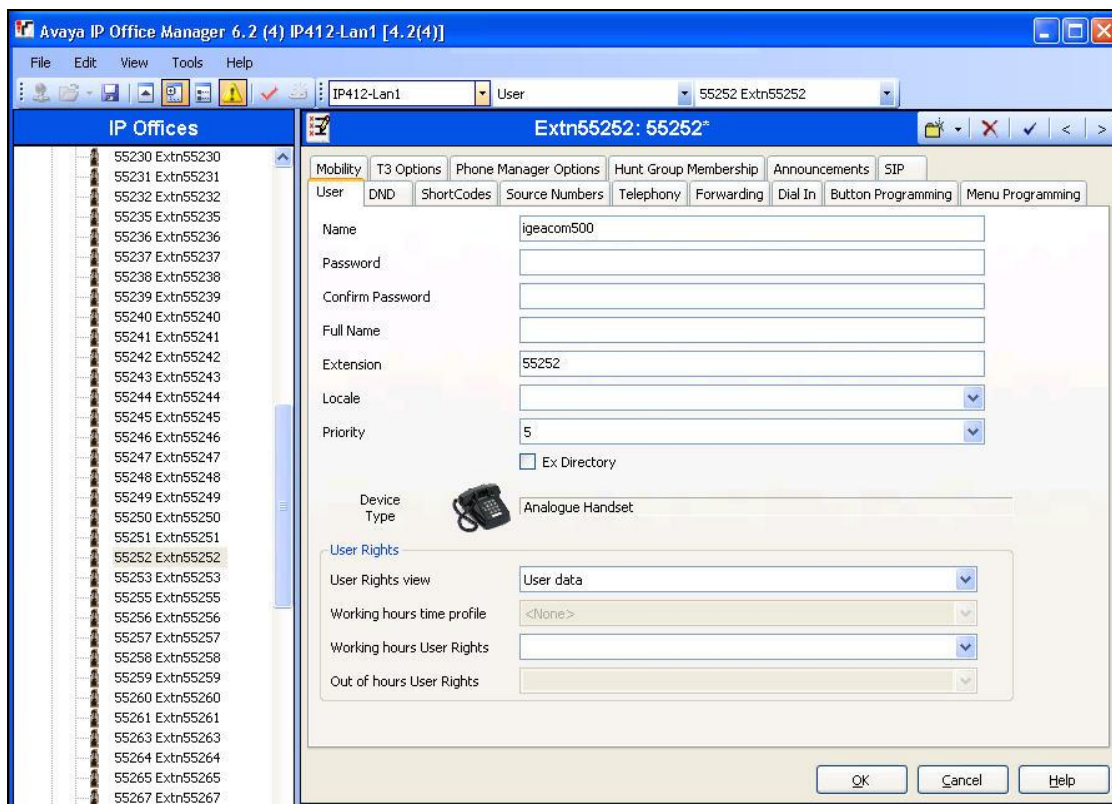 Avaya IP Office Manager 6.2 (4) IP412-Lan1 [4.2(4)]
File Edit View Tools Help
IP412-Lan1 User 55252 Extn55252
IP Offices
55230 Extn55230
55231 Extn55231
55232 Extn55232
55235 Extn55235
55236 Extn55236
55237 Extn55237
55238 Extn55238
55239 Extn55239
55240 Extn55240
55241 Extn55241
55242 Extn55242
55243 Extn55243
55244 Extn55244
55245 Extn55245
55246 Extn55246
55247 Extn55247
55248 Extn55248
55249 Extn55249
55250 Extn55250
55251 Extn55251
55252 Extn55252
55253 Extn55253
55255 Extn55255
55256 Extn55256
55257 Extn55257
55258 Extn55258
55259 Extn55259
55260 Extn55260
55261 Extn55261
55263 Extn55263
55264 Extn55264
55265 Extn55265
55267 Extn55267
Extn55252: 55252*
Mobility T3 Options Phone Manager Options Hunt Group Membership Announcements SIP
User DND ShortCodes Source Numbers Telephony Forwarding Dial In Button Programming Menu Programming
Name igeacom500
Password
Confirm Password
Full Name
Extension 55252
Locale
Priority 5
Ex Directory
Device
Type
Analogue Handset
User Rights
User Rights view User data
Working hours time profile <None>
Working hours User Rights
Out of hours User Rights
OK Cancel Help